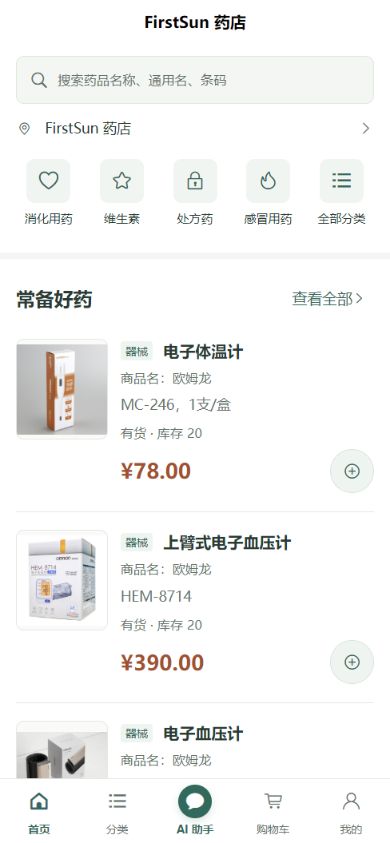 FirstSun 药店
搜索药品名称、通用名、条码
FirstSun 药店
消化用药 维生素 处方药 感冒用药 全部分类
常备好药 查看全部
器械 电子体温计
商品名：欧姆龙
MC-246，1支/盒
有货 · 库存 20
¥78.00
OMRON
HEM-8714
器械 上臂式电子血压计
商品名：欧姆龙
HEM-8714
有货 · 库存 20
¥390.00
器械 电子血压计
商品名：欧姆龙
首页 分类 AI 助手 购物车 我的